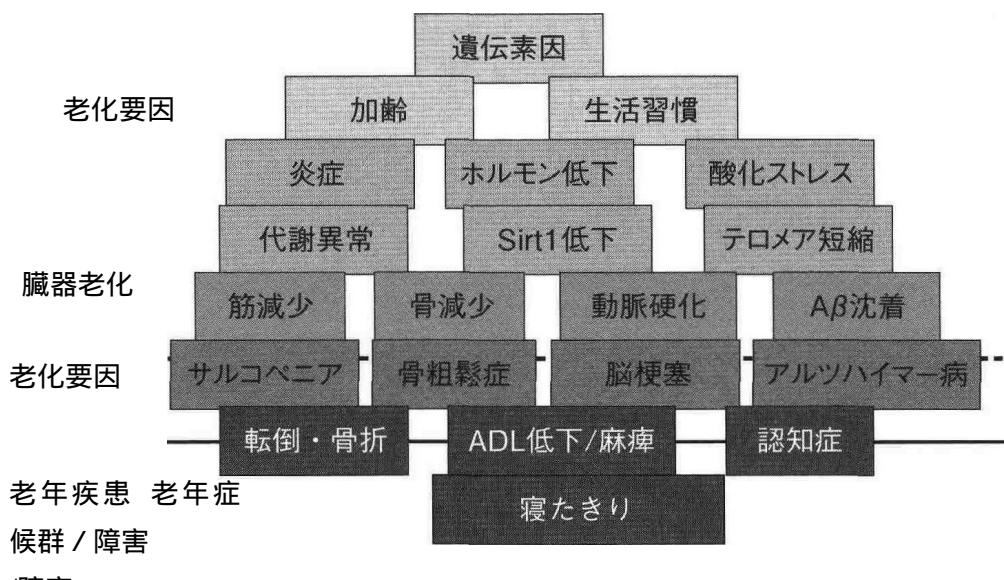 遺伝素因
老化要因
加齢
生活習慣
炎症
ホルモン低下
酸化ストレス
代謝異常
Sirt1低下
テロメア短縮
臓器老化
筋減少
骨減少
動脈硬化
Aβ沈着
老化要因
サルコペニア
骨粗鬆症
脳梗塞
アルツハイマー病
転倒・骨折
ADL低下/麻痺
認知症
老年疾患 老年症
候群/障害
寝たきり